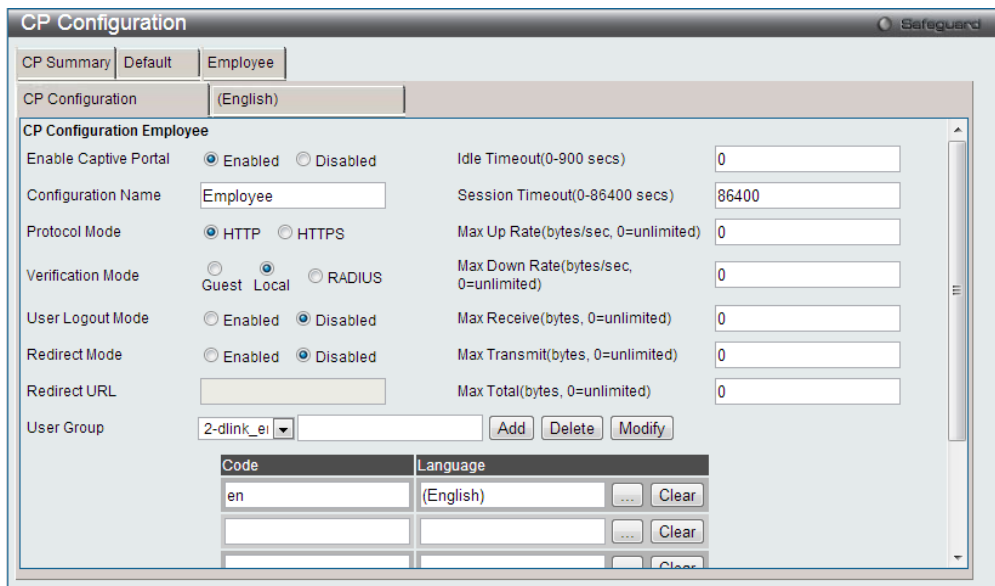 CP Configuration
Safeguard
CP Summary Default Employee
CP Configuration (English)
CP Configuration Employee
Enable Captive Portal Enabled Disabled Idle Timeout(0-900 secs) 0
Configuration Name Employee Session Timeout(0-86400 secs) 86400
Protocol Mode HTTP HTTPS Max Up Rate(bytes/sec, 0=unlimited) 0
Verification Mode Guest Local RADIUS Max Down Rate(bytes/sec, 0=unlimited) 0
User Logout Mode Enabled Disabled Max Receive(bytes, 0=unlimited) 0
Redirect Mode Enabled Disabled Max Transmit(bytes, 0=unlimited) 0
Redirect URL Max Total(bytes, 0=unlimited) 0
User Group 2-dlink_ Add Delete Modify
Code Language
en (English) ... Clear
... Clear
Clear